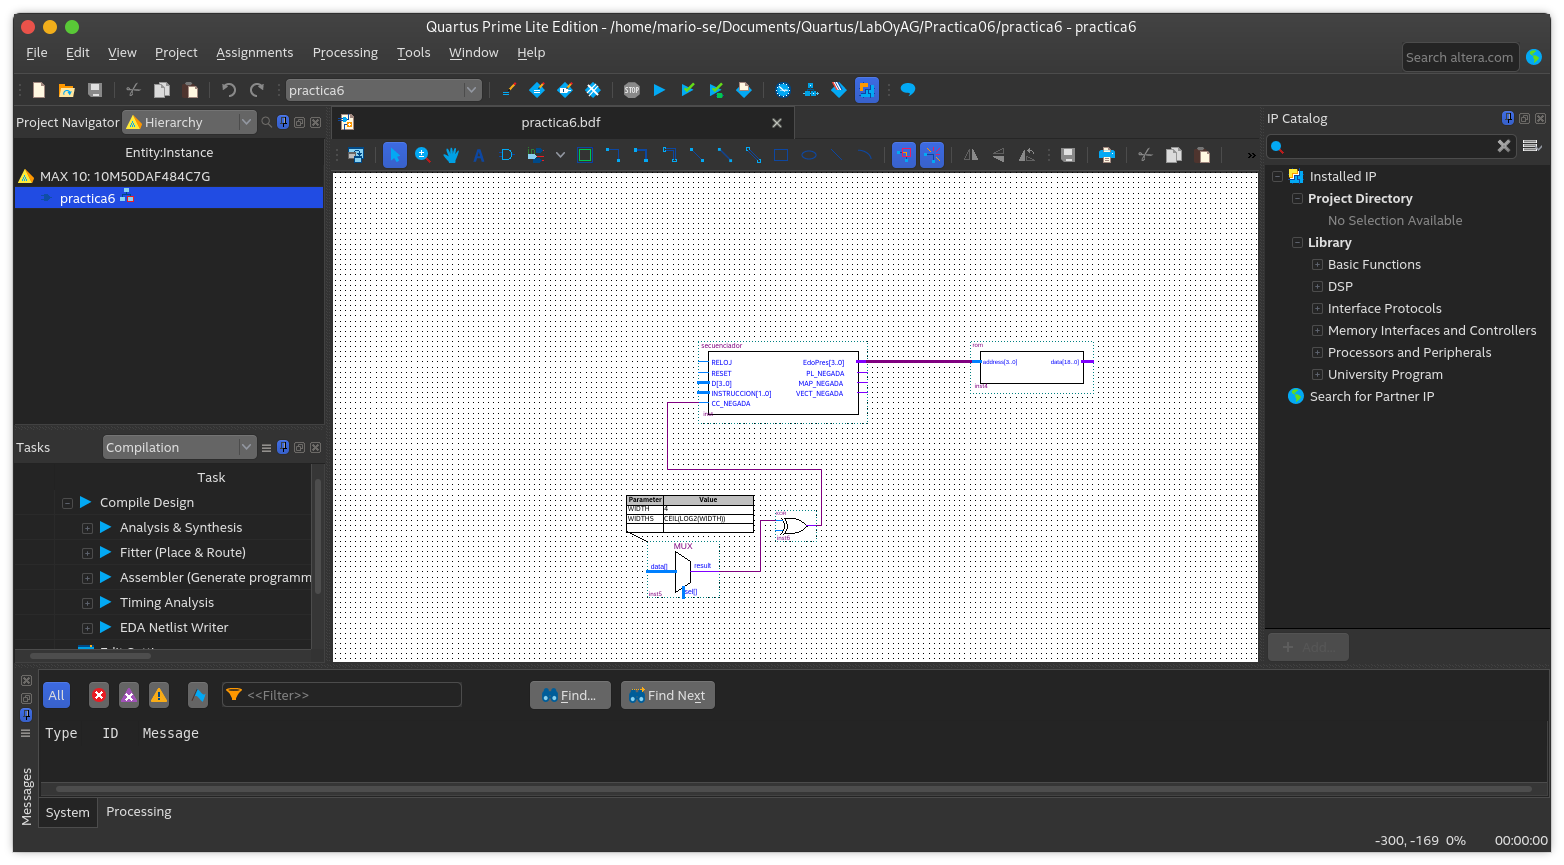 Quartus Prime Lite Edition - /home/mario-se/Documents/Quartus/LabOyAG/Practica06/practica6 - practica6
File Edit View Project Assignments Processing Tools Window Help
Search altera.com
practica6
STOP
Project Navigator Hierarchy
practica6.bdf
IP Catalog
Entity:Instance
MAX 10: 10M50DAF484C7G
practica6
Installed IP
Project Directory
No Selection Available
Library
Basic Functions
DSP
Interface Protocols
Memory Interfaces and Controllers
Processors and Peripherals
University Program
Search for Partner IP
Add...
secuenciador
RELOJ EdoPres[3..0]
RESET PL_NEGADA
D[3..0] MAP_NEGADA
INSTRUCCION[1..0] VECT_NEGADA
CC_NEGADA
inst
rom
address[3..0] data[18..0]
inst4
Parameter Value
WIDTH 4
WIDTHS CEIL(LOG2(WIDTH))
MUX
data[] result
sel[]
inst5
inst6
Tasks Compilation
Task
Compile Design
Analysis & Synthesis
Fitter (Place & Route)
Assembler (Generate programm
Timing Analysis
EDA Netlist Writer
All <<Filter>> Find... Find Next
Type ID Message
Messages
System Processing
-300, -169 0% 00:00:00